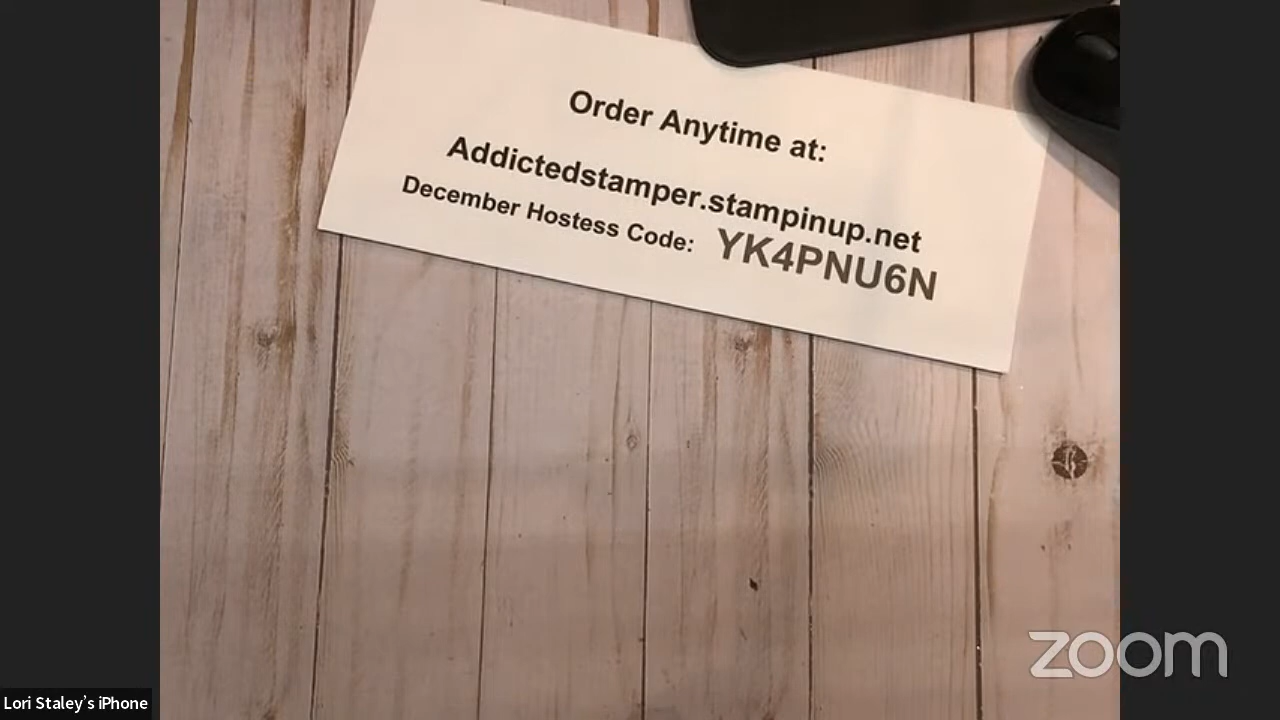 Order Anytime at:
Addictedstamper.stampinup.net
December Hostess Code: YK4PNU6N
zoom
Lori Staley's iPhone